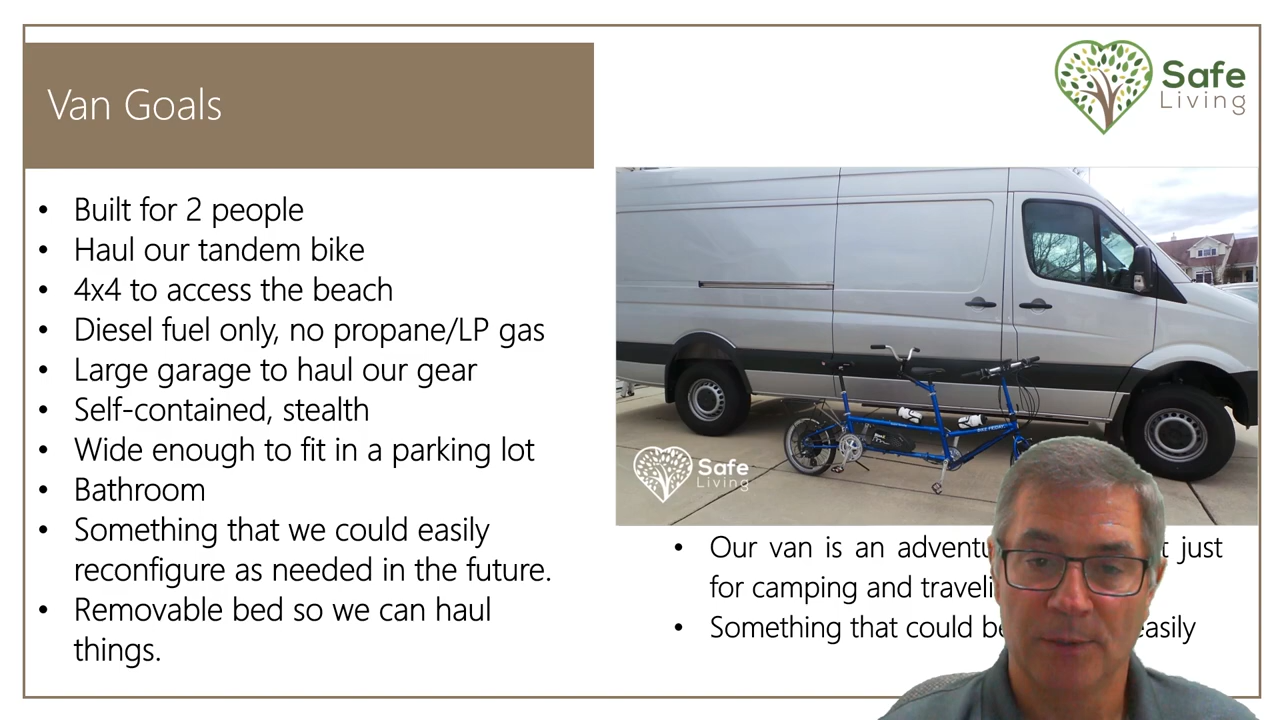 Van Goals
Safe
Living
• Built for 2 people
• Haul our tandem bike
• 4x4 to access the beach
• Diesel fuel only, no propane/LP gas
• Large garage to haul our gear
• Self-contained, stealth
• Wide enough to fit in a parking lot
• Bathroom
• Something that we could easily
reconfigure as needed in the future.
• Removable bed so we can haul
things.
BIKE FRIDAY
Safe
Living
• Our van is an just
for camping and
• Something that could easily